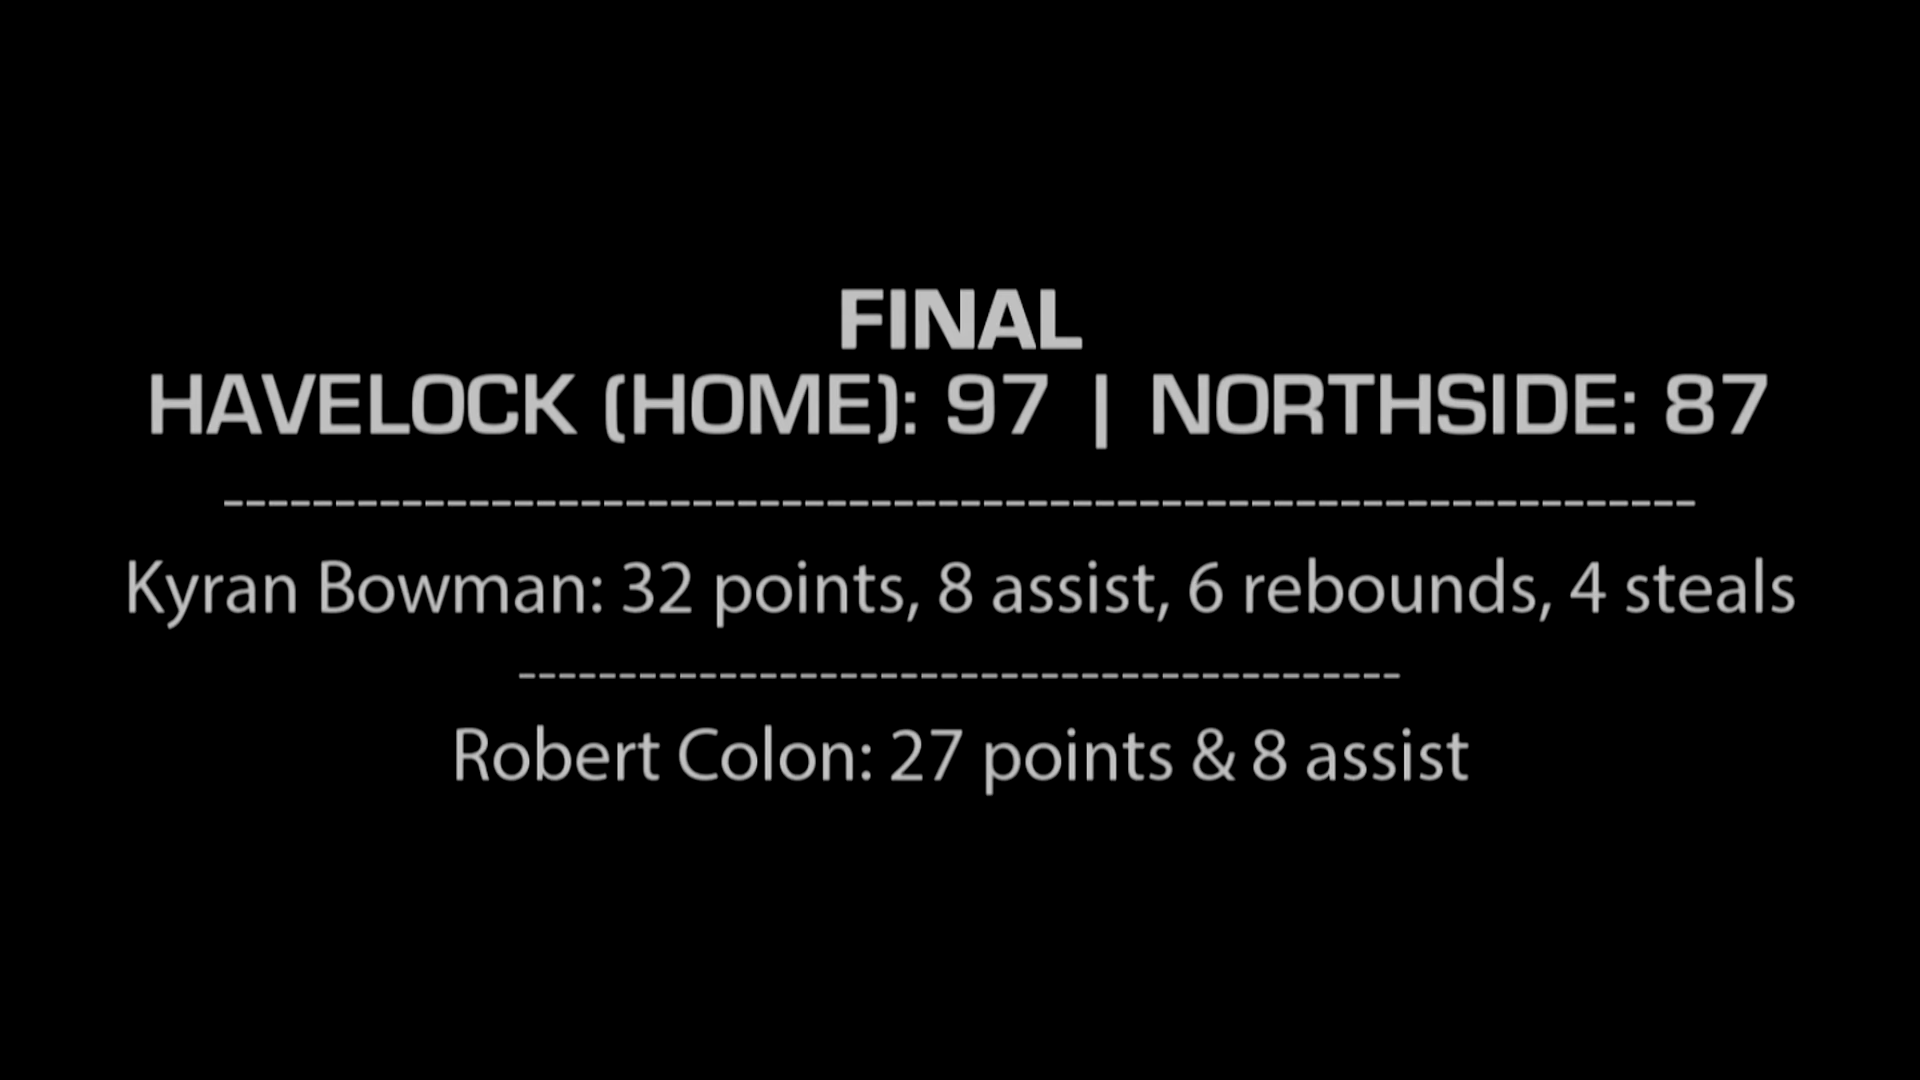 FINAL
HAVELOCK (HOME): 97 | NORTHSIDE: 87
------------------------------------------------------------------
Kyran Bowman: 32 points, 8 assist, 6 rebounds, 4 steals
--------------------------------------------
Robert Colon: 27 points & 8 assist